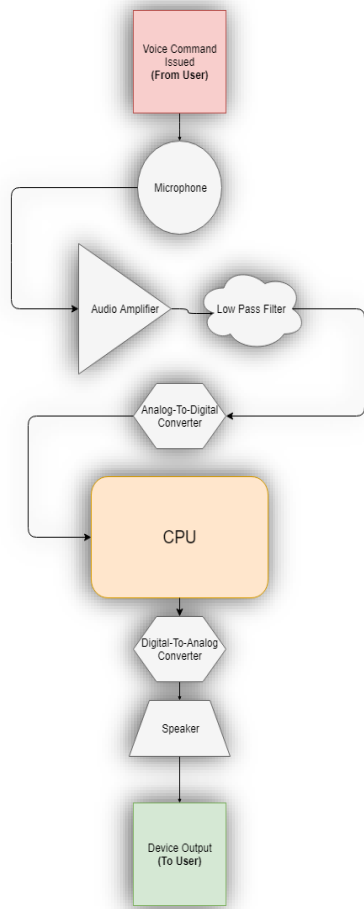 Voice Command
Issued
(From User)
Microphone
Audio Amplifier
Low Pass Filter
Analog-To-Digital
Converter
CPU
Digital-To-Analog
Converter
Speaker
Device Output
(To User)